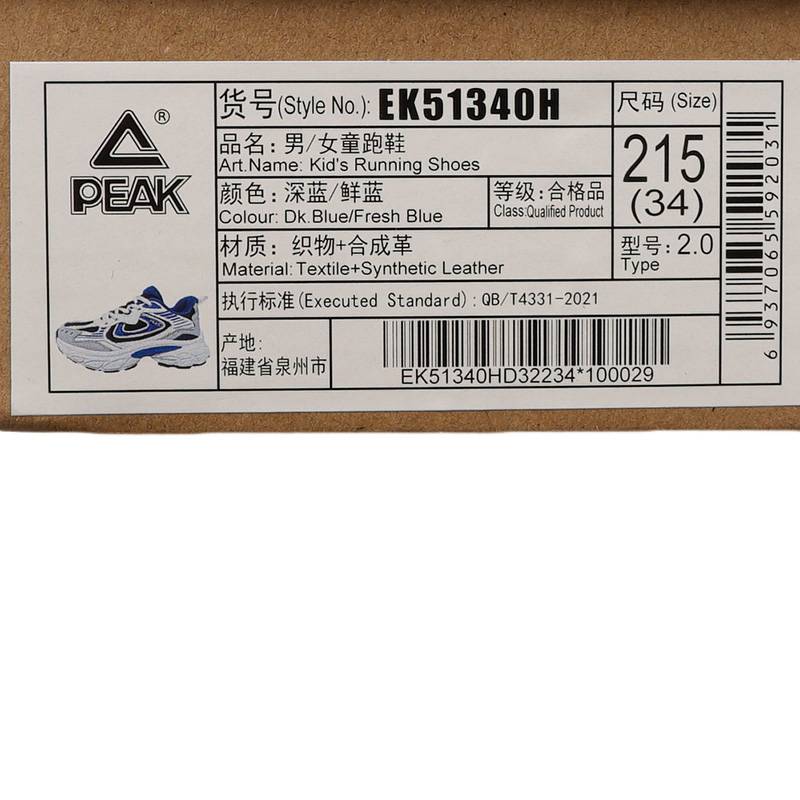 ®
PEAK
货号(Style No.): EK51340H
尺码 (Size)
品名: 男/女童跑鞋
Art.Name: Kid's Running Shoes
215
(34)
颜色: 深蓝/鲜蓝
Colour: Dk.Blue/Fresh Blue
等级: 合格品
Class:Qualified Product
材质: 织物+合成革
Material: Textile+Synthetic Leather
型号: 2.0
Type
执行标准(Executed Standard): QB/T4331-2021
产地:
福建省泉州市
EK51340HD32234*100029
6 937065592031